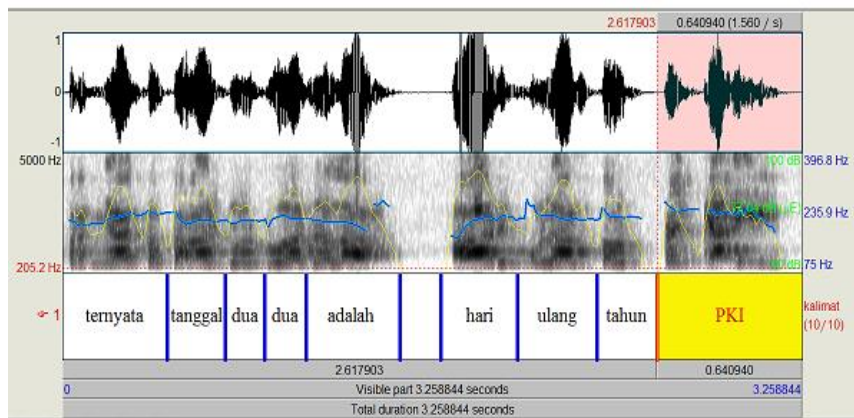 2.617903 0.640940 (1.560 / s)
1
0
-1
5000 Hz 100 dB 396.8 Hz
235.9 Hz
205.2 Hz 75 Hz
1 ternyata tanggal dua dua adalah hari ulang tahun PKI kalimat
(10/10)
2.617903 0.640940
0 Visible part 3.258844 seconds 3.258844
Total duration 3.258844 seconds